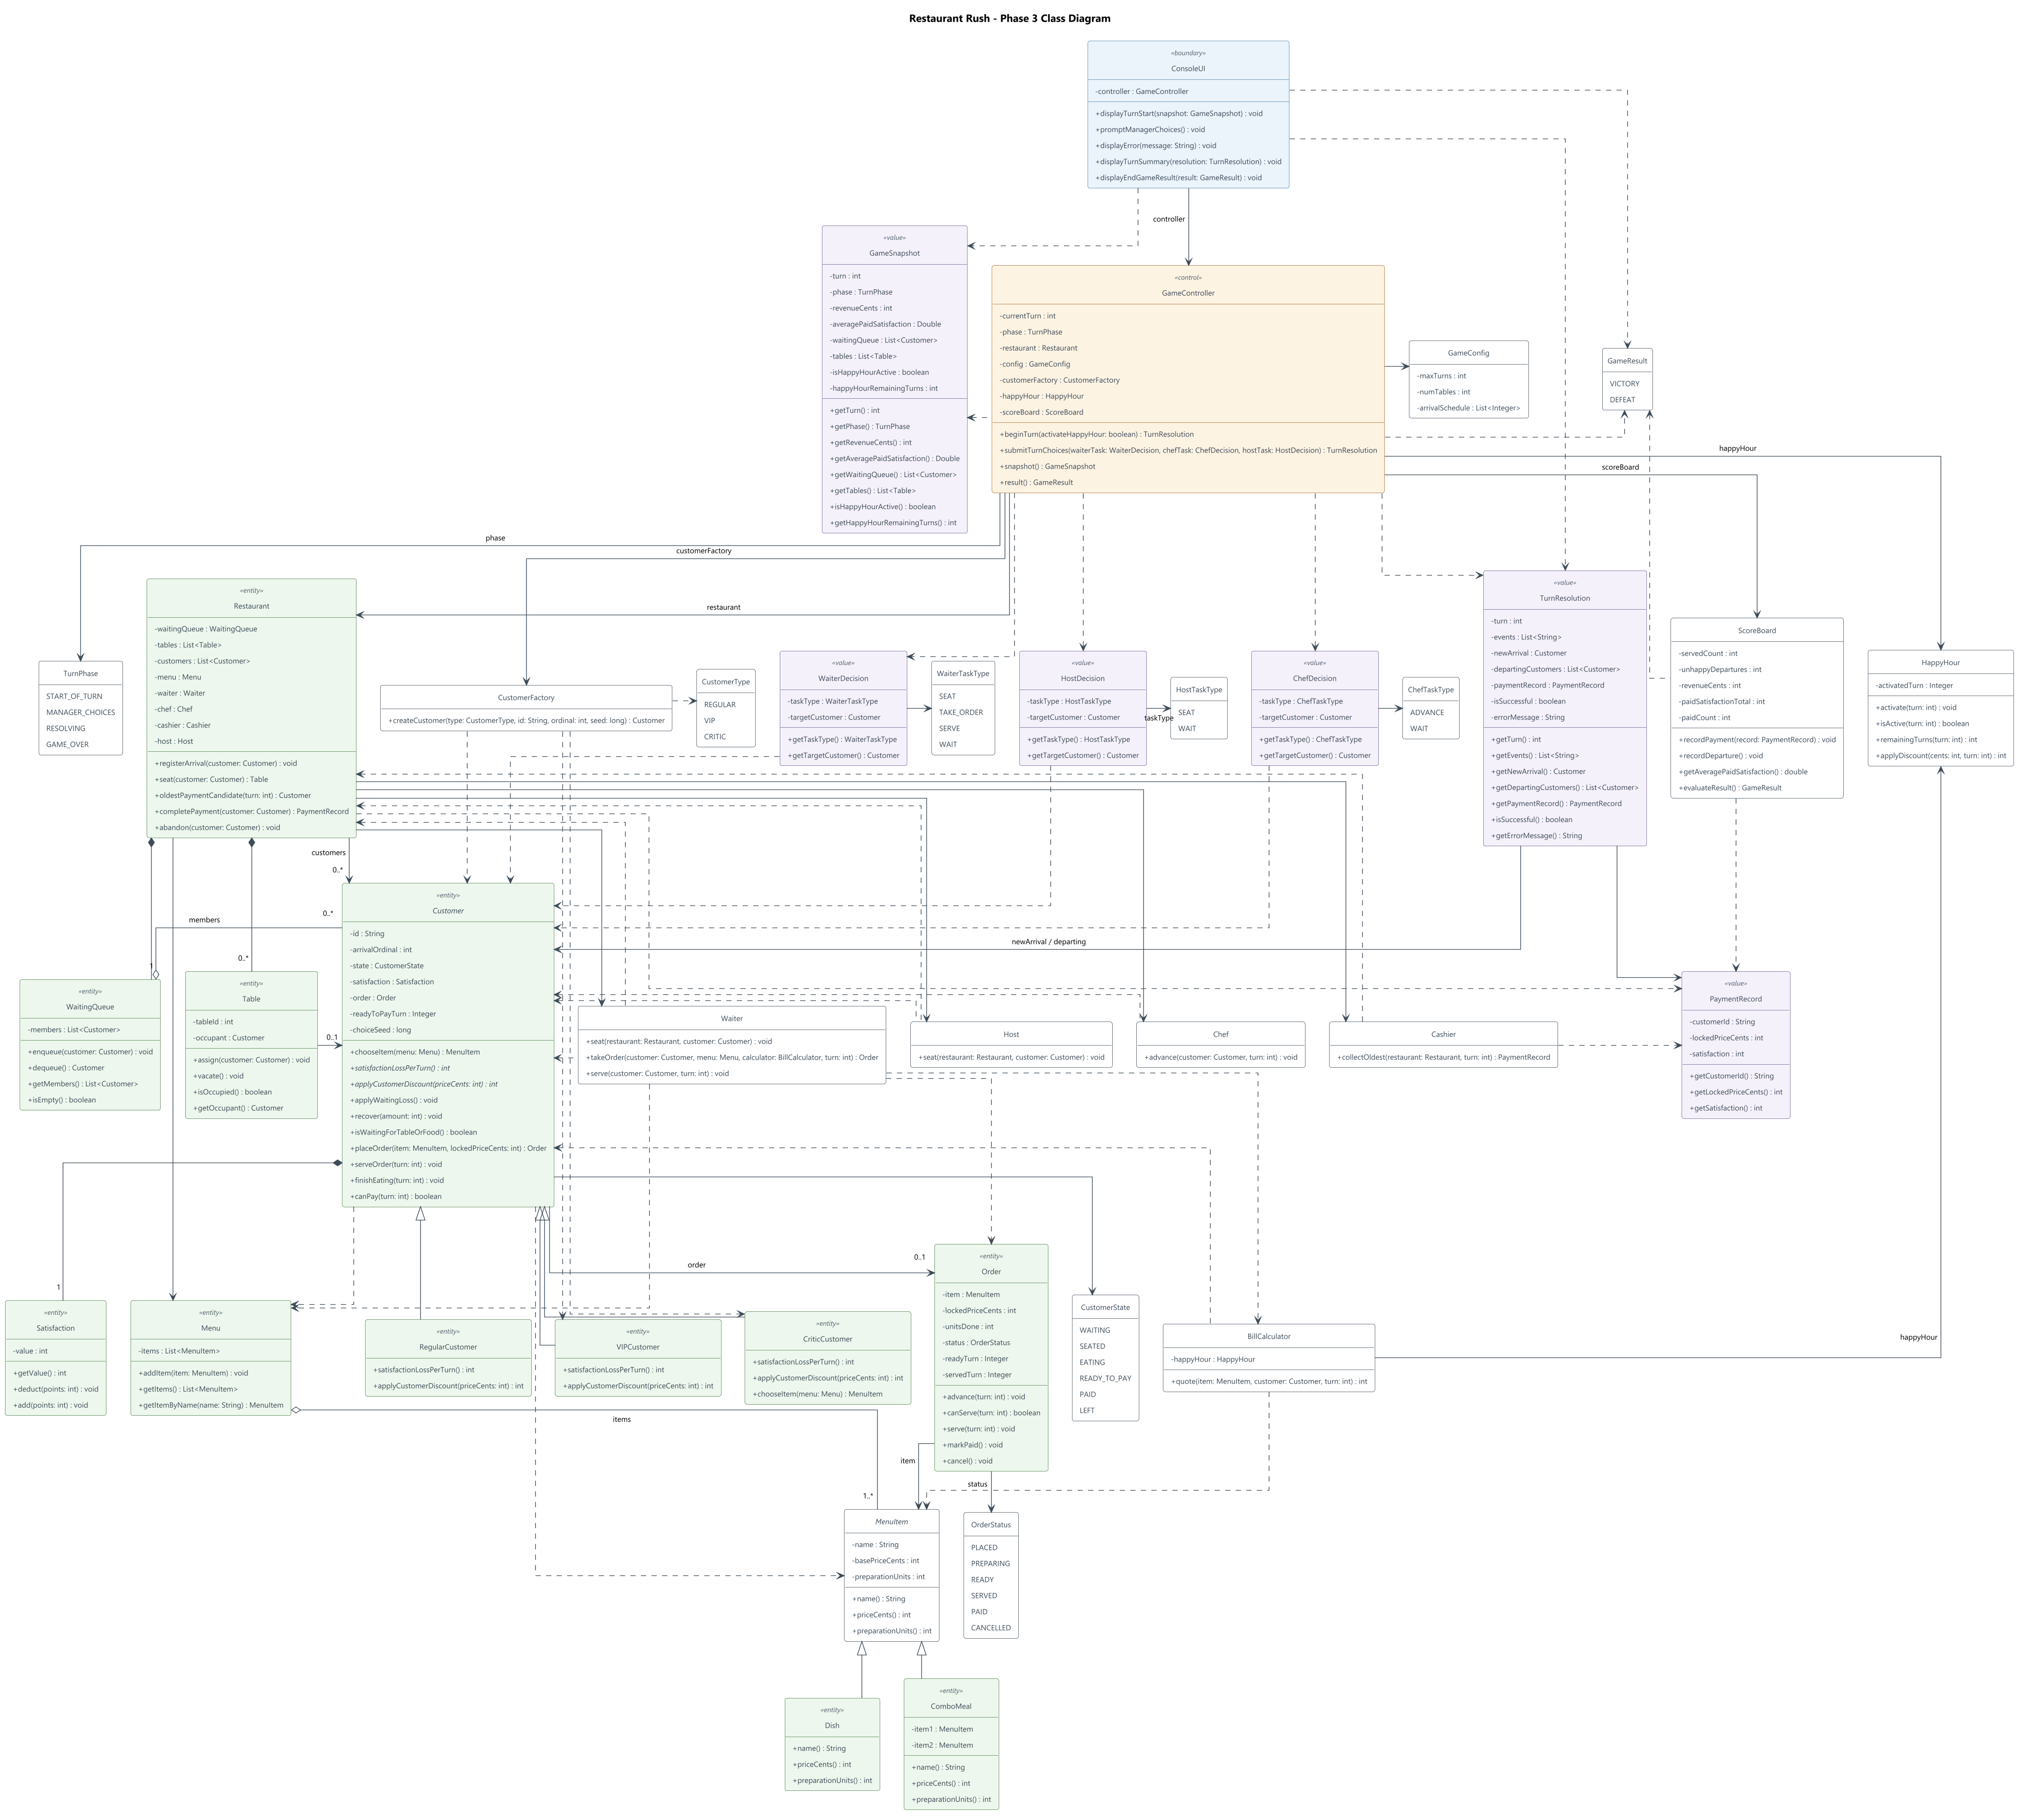 Restaurant Rush - Phase 3 Class Diagram
«boundary»
ConsoleUI
-controller : GameController
+displayTurnStart(snapshot: GameSnapshot) : void
+promptManagerChoices() : void
+displayError(message: String) : void
+displayTurnSummary(resolution: TurnResolution) : void
+displayEndGameResult(result: GameResult) : void
controller
«value»
GameSnapshot
-turn : int
-phase : TurnPhase
-revenueCents : int
-averagePaidSatisfaction : Double
-waitingQueue : List<Customer>
-tables : List<Table>
-isHappyHourActive : boolean
-happyHourRemainingTurns : int
+getTurn() : int
+getPhase() : TurnPhase
+getRevenueCents() : int
+getAveragePaidSatisfaction() : Double
+getWaitingQueue() : List<Customer>
+getTables() : List<Table>
+isHappyHourActive() : boolean
+getHappyHourRemainingTurns() : int
«control»
GameController
-currentTurn : int
-phase : TurnPhase
-restaurant : Restaurant
-config : GameConfig
-customerFactory : CustomerFactory
-happyHour : HappyHour
-scoreBoard : ScoreBoard
+beginTurn(activateHappyHour: boolean) : TurnResolution
+submitTurnChoices(waiterTask: WaiterDecision, chefTask: ChefDecision, hostTask: HostDecision) : TurnResolution
+snapshot() : GameSnapshot
+result() : GameResult
GameConfig
-maxTurns : int
-numTables : int
-arrivalSchedule : List<Integer>
GameResult
VICTORY
DEFEAT
happyHour
scoreBoard
phase
customerFactory
restaurant
«entity»
Restaurant
-waitingQueue : WaitingQueue
-tables : List<Table>
-customers : List<Customer>
-menu : Menu
-waiter : Waiter
-chef : Chef
-cashier : Cashier
-host : Host
+registerArrival(customer: Customer) : void
+seat(customer: Customer) : Table
+oldestPaymentCandidate(turn: int) : Customer
+completePayment(customer: Customer) : PaymentRecord
+abandon(customer: Customer) : void
TurnPhase
START_OF_TURN
MANAGER_CHOICES
RESOLVING
GAME_OVER
CustomerFactory
+createCustomer(type: CustomerType, id: String, ordinal: int, seed: long) : Customer
CustomerType
REGULAR
VIP
CRITIC
«value»
WaiterDecision
-taskType : WaiterTaskType
-targetCustomer : Customer
+getTaskType() : WaiterTaskType
+getTargetCustomer() : Customer
WaiterTaskType
SEAT
TAKE_ORDER
SERVE
WAIT
«value»
HostDecision
-taskType : HostTaskType
-targetCustomer : Customer
+getTaskType() : HostTaskType
+getTargetCustomer() : Customer
taskType
HostTaskType
SEAT
WAIT
«value»
ChefDecision
-taskType : ChefTaskType
-targetCustomer : Customer
+getTaskType() : ChefTaskType
+getTargetCustomer() : Customer
ChefTaskType
ADVANCE
WAIT
«value»
TurnResolution
-turn : int
-events : List<String>
-newArrival : Customer
-departingCustomers : List<Customer>
-paymentRecord : PaymentRecord
-isSuccessful : boolean
-errorMessage : String
+getTurn() : int
+getEvents() : List<String>
+getNewArrival() : Customer
+getDepartingCustomers() : List<Customer>
+getPaymentRecord() : PaymentRecord
+isSuccessful() : boolean
+getErrorMessage() : String
ScoreBoard
-servedCount : int
-unhappyDepartures : int
-revenueCents : int
-paidSatisfactionTotal : int
-paidCount : int
+recordPayment(record: PaymentRecord) : void
+recordDeparture() : void
+getAveragePaidSatisfaction() : double
+evaluateResult() : GameResult
HappyHour
-activatedTurn : Integer
+activate(turn: int) : void
+isActive(turn: int) : boolean
+remainingTurns(turn: int) : int
+applyDiscount(cents: int, turn: int) : int
customers
0..*
0..*
members
1
0..*
0..1
newArrival / departing
«entity»
Customer
-id : String
-arrivalOrdinal : int
-state : CustomerState
-satisfaction : Satisfaction
-order : Order
-readyToPayTurn : Integer
-choiceSeed : long
+chooseItem(menu: Menu) : MenuItem
+satisfactionLossPerTurn() : int
+applyCustomerDiscount(priceCents: int) : int
+applyWaitingLoss() : void
+recover(amount: int) : void
+isWaitingForTableOrFood() : boolean
+placeOrder(item: MenuItem, lockedPriceCents: int) : Order
+serveOrder(turn: int) : void
+finishEating(turn: int) : void
+canPay(turn: int) : boolean
«entity»
WaitingQueue
-members : List<Customer>
+enqueue(customer: Customer) : void
+dequeue() : Customer
+getMembers() : List<Customer>
+isEmpty() : boolean
«entity»
Table
-tableId : int
-occupant : Customer
+assign(customer: Customer) : void
+vacate() : void
+isOccupied() : boolean
+getOccupant() : Customer
Waiter
+seat(restaurant: Restaurant, customer: Customer) : void
+takeOrder(customer: Customer, menu: Menu, calculator: BillCalculator, turn: int) : Order
+serve(customer: Customer, turn: int) : void
Host
+seat(restaurant: Restaurant, customer: Customer) : void
Chef
+advance(customer: Customer, turn: int) : void
Cashier
+collectOldest(restaurant: Restaurant, turn: int) : PaymentRecord
«value»
PaymentRecord
-customerId : String
-lockedPriceCents : int
-satisfaction : int
+getCustomerId() : String
+getLockedPriceCents() : int
+getSatisfaction() : int
1
order
0..1
happyHour
«entity»
Satisfaction
-value : int
+getValue() : int
+deduct(points: int) : void
+add(points: int) : void
«entity»
Menu
-items : List<MenuItem>
+addItem(item: MenuItem) : void
+getItems() : List<MenuItem>
+getItemByName(name: String) : MenuItem
«entity»
RegularCustomer
+satisfactionLossPerTurn() : int
+applyCustomerDiscount(priceCents: int) : int
«entity»
VIPCustomer
+satisfactionLossPerTurn() : int
+applyCustomerDiscount(priceCents: int) : int
«entity»
CriticCustomer
+satisfactionLossPerTurn() : int
+applyCustomerDiscount(priceCents: int) : int
+chooseItem(menu: Menu) : MenuItem
«entity»
Order
-item : MenuItem
-lockedPriceCents : int
-unitsDone : int
-status : OrderStatus
-readyTurn : Integer
-servedTurn : Integer
+advance(turn: int) : void
+canServe(turn: int) : boolean
+serve(turn: int) : void
+markPaid() : void
+cancel() : void
CustomerState
WAITING
SEATED
EATING
READY_TO_PAY
PAID
LEFT
BillCalculator
-happyHour : HappyHour
+quote(item: MenuItem, customer: Customer, turn: int) : int
items
item
status
1..*
MenuItem
-name : String
-basePriceCents : int
-preparationUnits : int
+name() : String
+priceCents() : int
+preparationUnits() : int
OrderStatus
PLACED
PREPARING
READY
SERVED
PAID
CANCELLED
«entity»
Dish
+name() : String
+priceCents() : int
+preparationUnits() : int
«entity»
ComboMeal
-item1 : MenuItem
-item2 : MenuItem
+name() : String
+priceCents() : int
+preparationUnits() : int